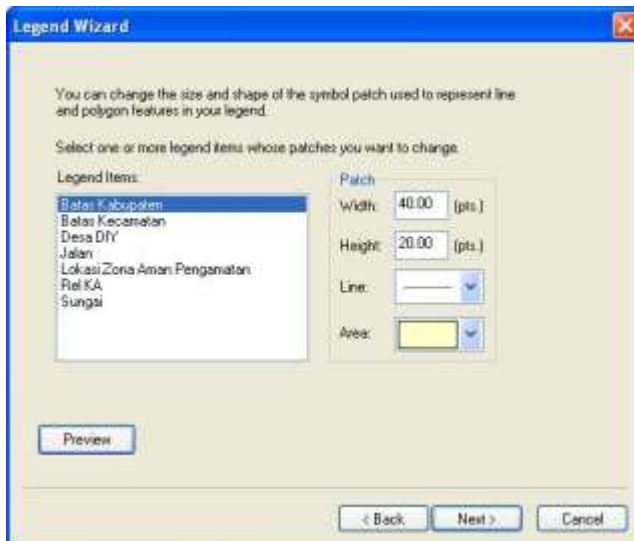 Legend Wizard
You can change the size and shape of the symbol patch used to represent line
and polygon features in your legend.
Select one or more legend items whose patches you want to change.
Legend Items:
Batas Kabupaten
Batas Kecamatan
Desa DIY
Jalan
Lokasi Zona Aman Pengamatan
Rel KA
Sungai
Patch
Width: 40.00 (pts.)
Height: 20.00 (pts.)
Line:
Area:
Preview
< Back Next > Cancel